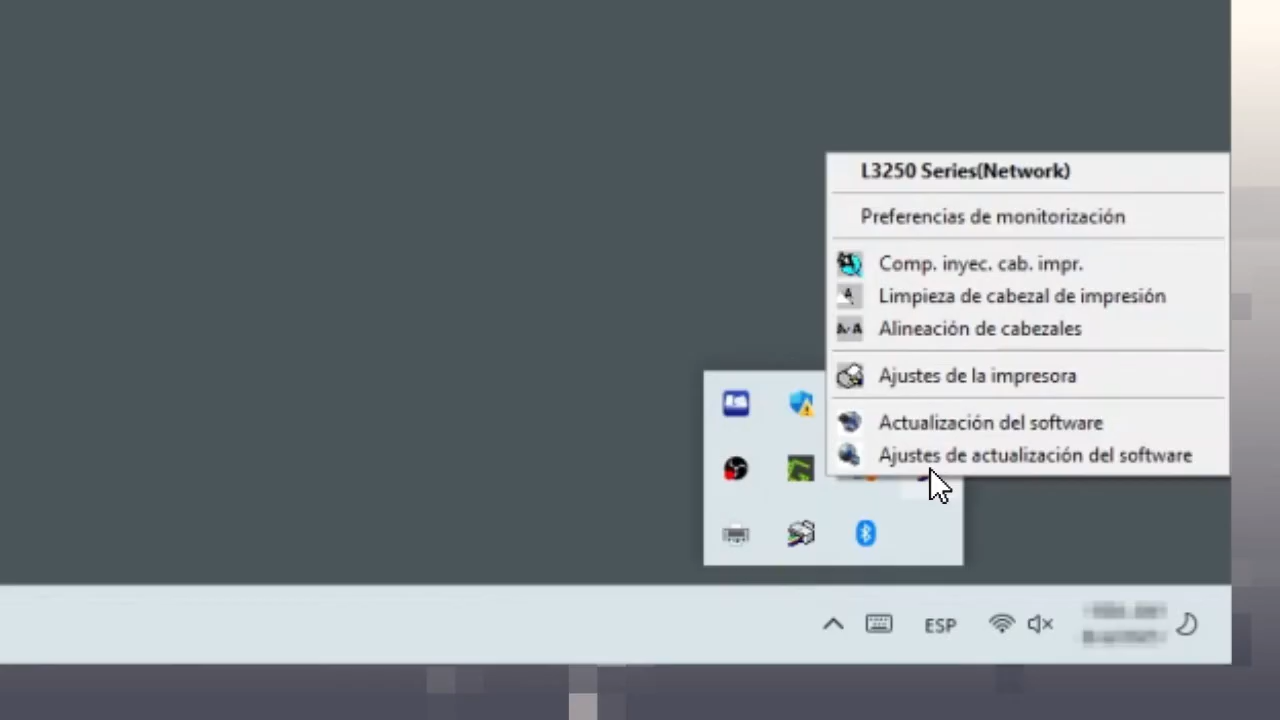 L3250 Series(Network)
Preferencias de monitorización
Comp. inyec. cab. impr.
Limpieza de cabezal de impresión
Alineación de cabezales
Ajustes de la impresora
Actualización del software
Ajustes de actualización del software
ESP